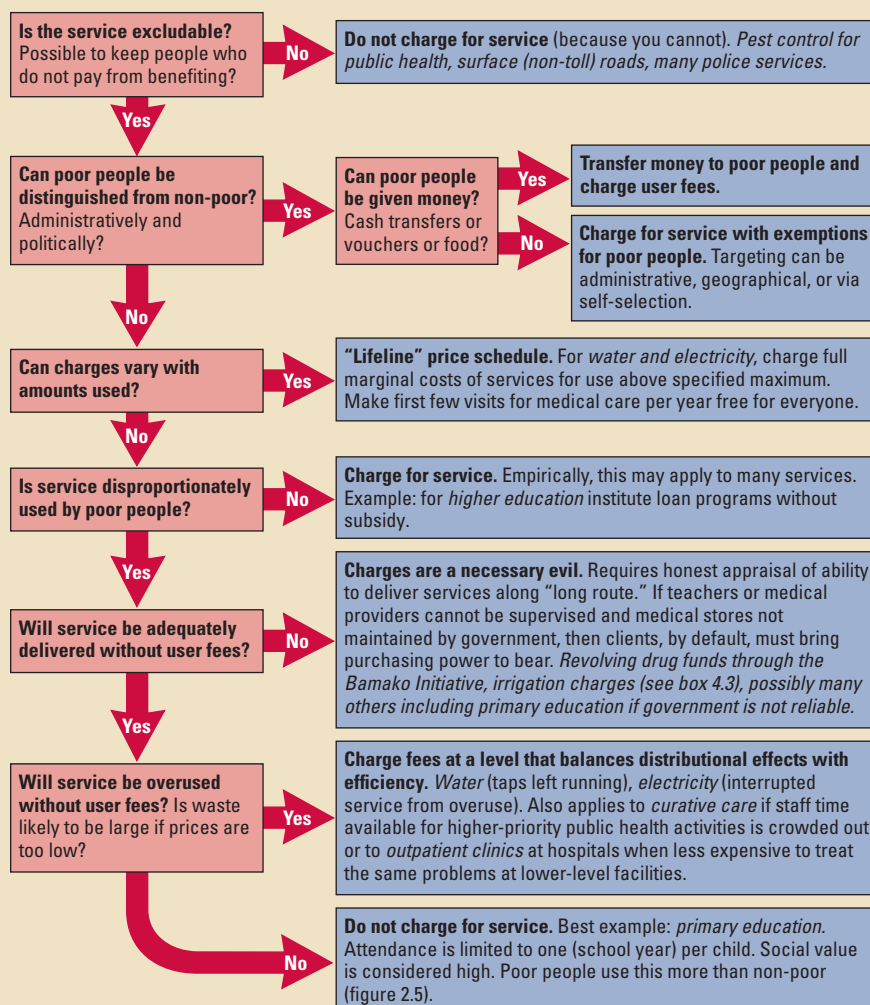 Is the service excludable?
Possible to keep people who
do not pay from benefiting?
No
Do not charge for service (because you cannot). Pest control for
public health, surface (non-toll) roads, many police services.
Yes
Can poor people be
distinguished from non-poor?
Administratively and
politically?
Yes
Can poor people
be given money?
Cash transfers or
vouchers or food?
Yes
Transfer money to poor people and
charge user fees.
No
Charge for service with exemptions
for poor people. Targeting can be
administrative, geographical, or via
self-selection.
No
Can charges vary with
amounts used?
Yes
“Lifeline” price schedule. For water and electricity, charge full
marginal costs of services for use above specified maximum.
Make first few visits for medical care per year free for everyone.
No
Is service disproportionately
used by poor people?
No
Charge for service. Empirically, this may apply to many services.
Example: for higher education institute loan programs without
subsidy.
Yes
Will service be adequately
delivered without user fees?
No
Charges are a necessary evil. Requires honest appraisal of ability
to deliver services along “long route.” If teachers or medical
providers cannot be supervised and medical stores not
maintained by government, then clients, by default, must bring
purchasing power to bear. Revolving drug funds through the
Bamako Initiative, irrigation charges (see box 4.3), possibly many
others including primary education if government is not reliable.
Yes
Will service be overused
without user fees? Is waste
likely to be large if prices are
too low?
Yes
Charge fees at a level that balances distributional effects with
efficiency. Water (taps left running), electricity (interrupted
service from overuse). Also applies to curative care if staff time
available for higher-priority public health activities is crowded out
or to outpatient clinics at hospitals when less expensive to treat
the same problems at lower-level facilities.
No
Do not charge for service. Best example: primary education.
Attendance is limited to one (school year) per child. Social value
is considered high. Poor people use this more than non-poor
(figure 2.5).